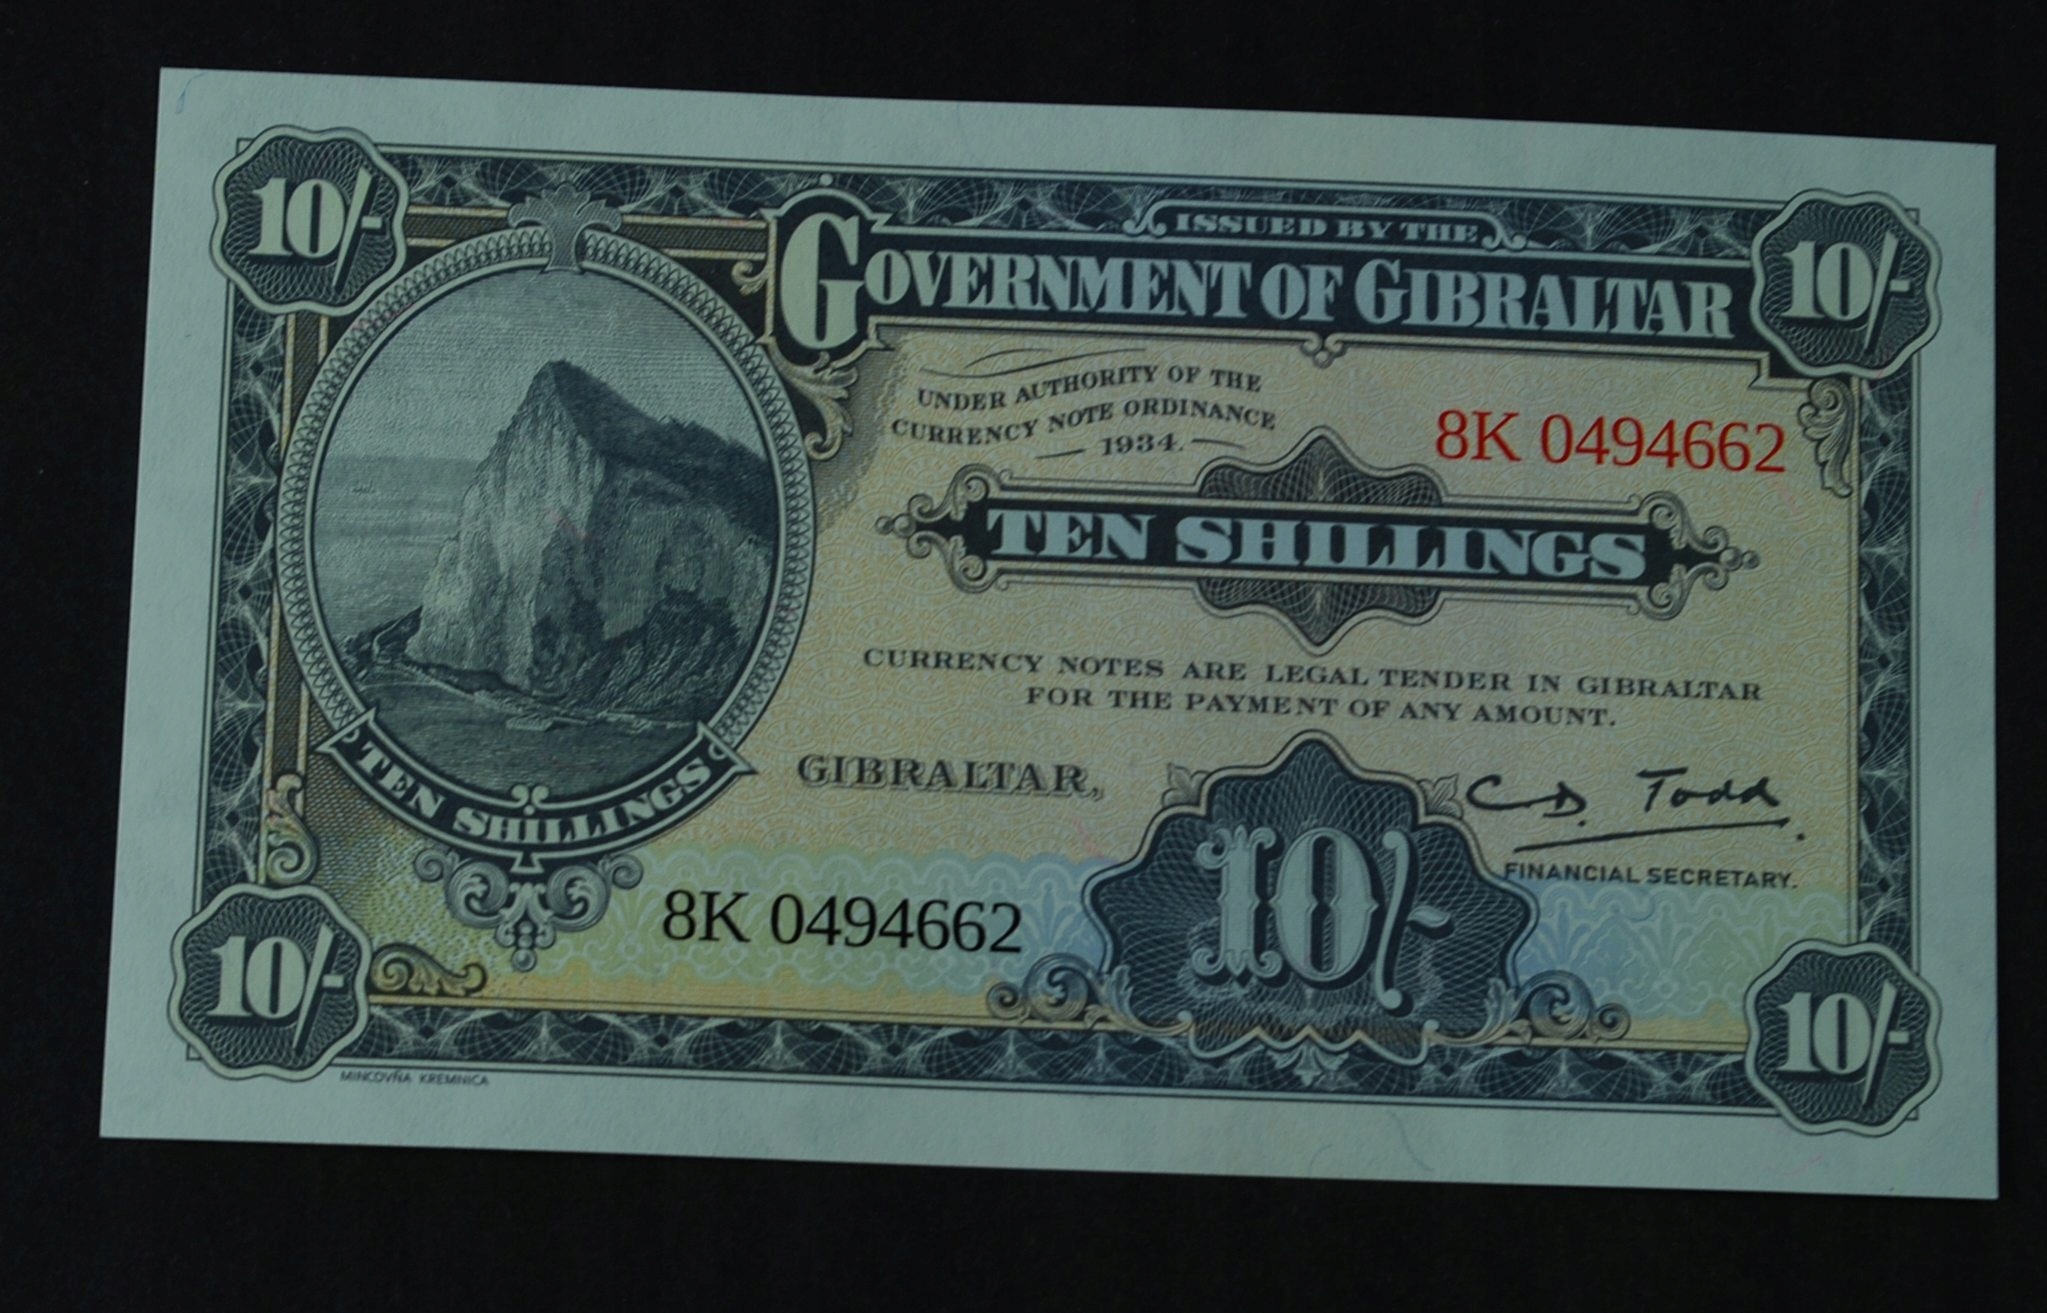 10/-
ISSUED BY THE
10/-
GOVERNMENT OF GIBRALTAR
UNDER AUTHORITY OF THE
CURRENCY NOTE ORDINANCE
1934.
8K 0494662
TEN SHILLINGS
CURRENCY NOTES ARE LEGAL TENDER IN GIBRALTAR
FOR THE PAYMENT OF ANY AMOUNT.
TEN SHILLINGS
GIBRALTAR,
C.D. Todd
FINANCIAL SECRETARY.
8K 0494662
10/-
10/-
10/-
MINCOVŇA KREMNICA